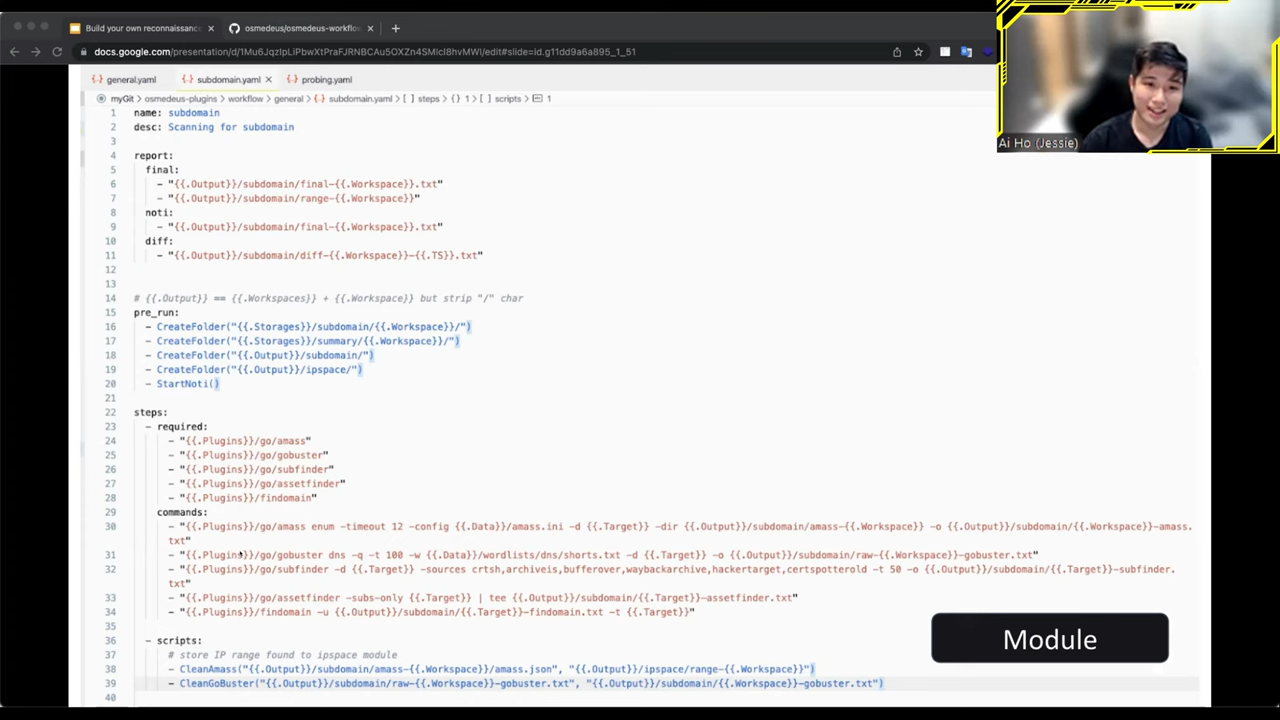 Build your own reconnaissance
osmedeus/osmedeus-workflow
docs.google.com/presentation/d/1Mu6JqzIpLiPbwXtPraFJRNBCAu5OXZn4SMIcI8hvMWI/edit#slide=id.g11dd9a6a895_1_51
general.yaml
subdomain.yaml
probing.yaml
myGit > osmedeus-plugins > workflow > general > subdomain.yaml > [ ] steps > {} 1 > [ ] scripts > 1
1 name: subdomain
2 desc: Scanning for subdomain
3
4 report:
5 final:
6 - "{{.Output}}/subdomain/final-{{.Workspace}}.txt"
7 - "{{.Output}}/subdomain/range-{{.Workspace}}"
8 noti:
9 - "{{.Output}}/subdomain/final-{{.Workspace}}.txt"
10 diff:
11 - "{{.Output}}/subdomain/diff-{{.Workspace}}-{{.TS}}.txt"
12
13
14 # {{.Output}} == {{.Workspaces}} + {{.Workspace}} but strip "/" char
15 pre_run:
16 - CreateFolder("{{.Storages}}/subdomain/{{.Workspace}}/")
17 - CreateFolder("{{.Storages}}/summary/{{.Workspace}}/")
18 - CreateFolder("{{.Output}}/subdomain/")
19 - CreateFolder("{{.Output}}/ipspace/")
20 - StartNoti()
21
22 steps:
23 - required:
24 - "{{.Plugins}}/go/amass"
25 - "{{.Plugins}}/go/gobuster"
26 - "{{.Plugins}}/go/subfinder"
27 - "{{.Plugins}}/go/assetfinder"
28 - "{{.Plugins}}/findomain"
29 commands:
30 - "{{.Plugins}}/go/amass enum -timeout 12 -config {{.Data}}/amass.ini -d {{.Target}} -dir {{.Output}}/subdomain/amass-{{.Workspace}} -o {{.Output}}/subdomain/{{.Workspace}}-amass.
txt"
31 - "{{.Plugins}}/go/gobuster dns -q -t 100 -w {{.Data}}/wordlists/dns/shorts.txt -d {{.Target}} -o {{.Output}}/subdomain/raw-{{.Workspace}}-gobuster.txt"
32 - "{{.Plugins}}/go/subfinder -d {{.Target}} -sources crtsh,archiveis,bufferover,waybackarchive,hackertarget,certspotterold -t 50 -o {{.Output}}/subdomain/{{.Target}}-subfinder.
txt"
33 - "{{.Plugins}}/go/assetfinder -subs-only {{.Target}} | tee {{.Output}}/subdomain/{{.Target}}-assetfinder.txt"
34 - "{{.Plugins}}/findomain -u {{.Output}}/subdomain/{{.Target}}-findomain.txt -t {{.Target}}"
35
36 - scripts:
37 # store IP range found to ipspace module
38 - CleanAmass("{{.Output}}/subdomain/amass-{{.Workspace}}/amass.json", "{{.Output}}/ipspace/range-{{.Workspace}}")
39 - CleanGoBuster("{{.Output}}/subdomain/raw-{{.Workspace}}-gobuster.txt", "{{.Output}}/subdomain/{{.Workspace}}-gobuster.txt")
40
Ai Ho (Jessie)
Module